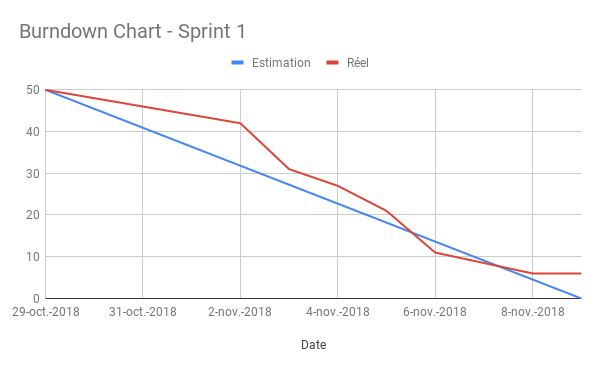 Burndown Chart - Sprint 1
Estimation Réel
50
40
30
20
10
0
29-oct.-2018 31-oct.-2018 2-nov.-2018 4-nov.-2018 6-nov.-2018 8-nov.-2018
Date